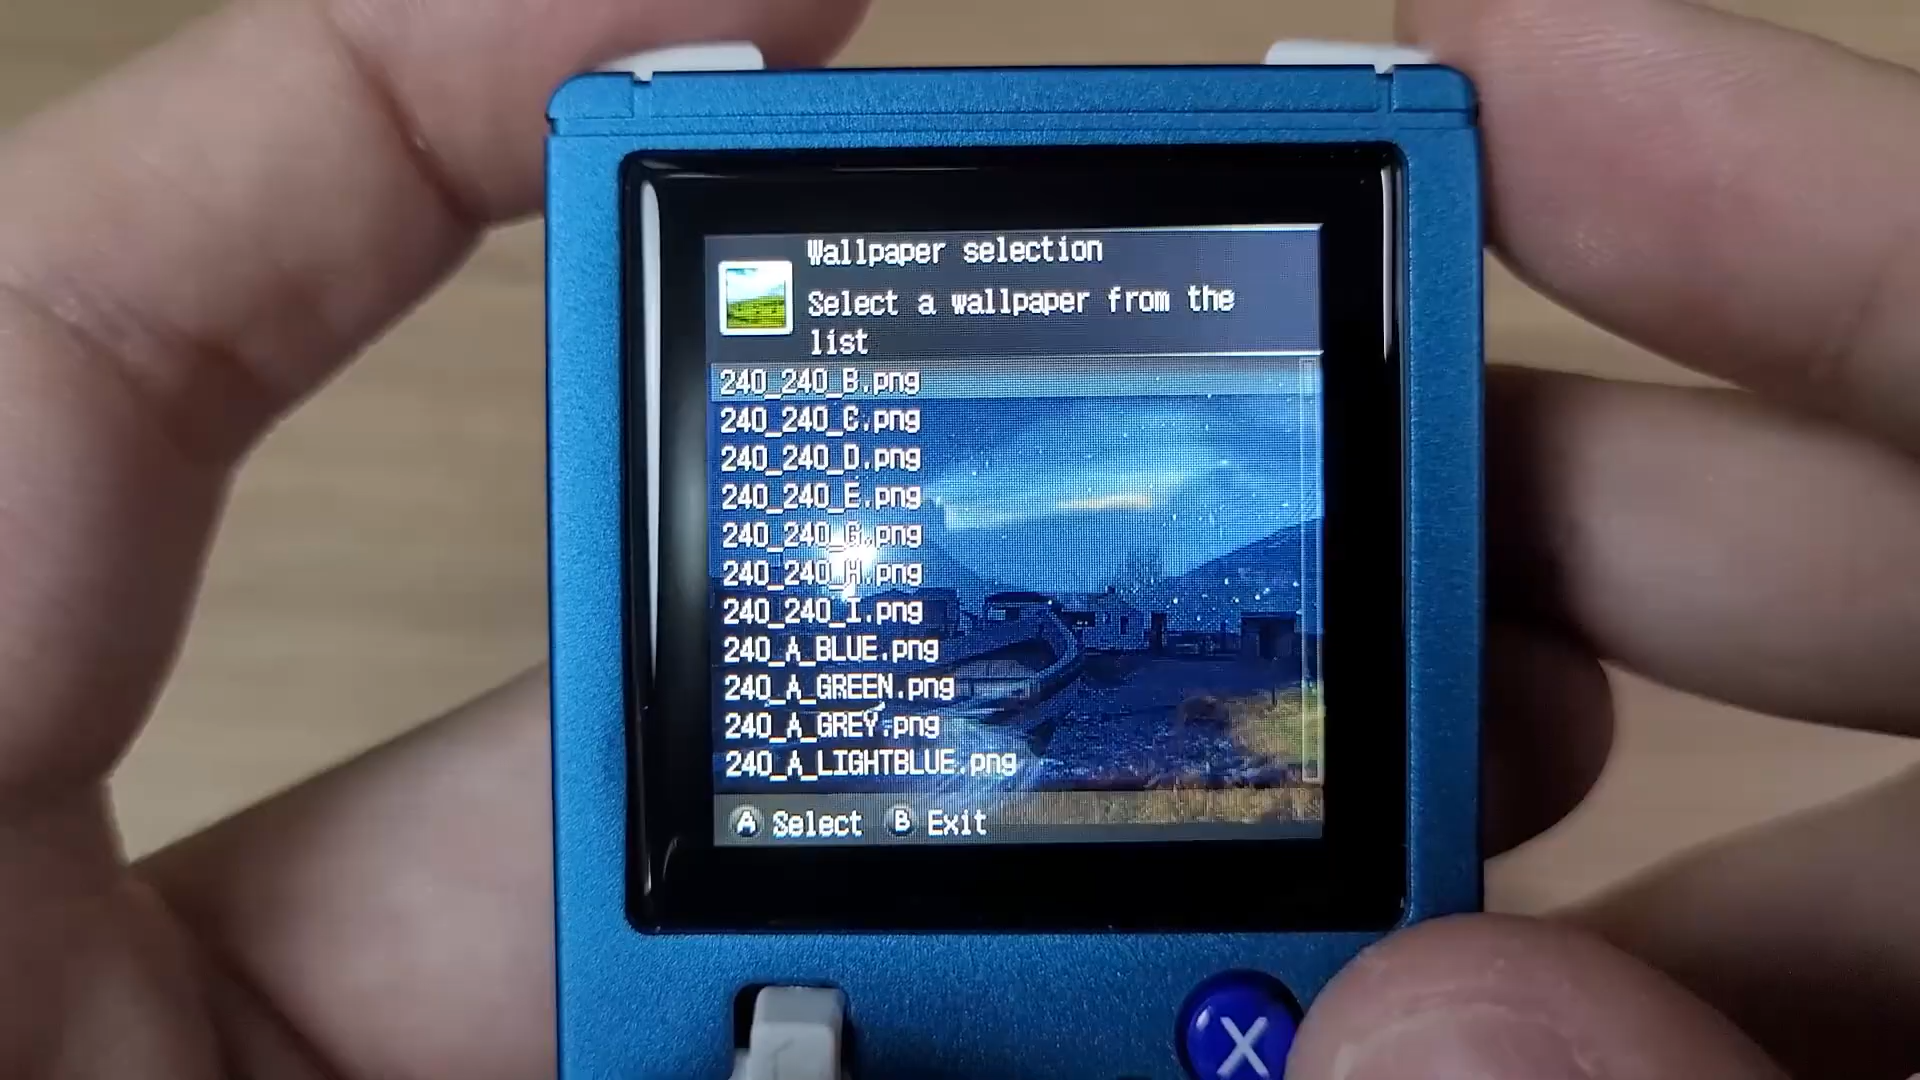 Wallpaper selection
Select a wallpaper from the
list
240_240_B.png
240_240_C.png
240_240_D.png
240_240_E.png
240_240_G.png
240_240_H.png
240_240_I.png
240_A_BLUE.png
240_A_GREEN.png
240_A_GREY.png
240_A_LIGHTBLUE.png
A Select B Exit
X